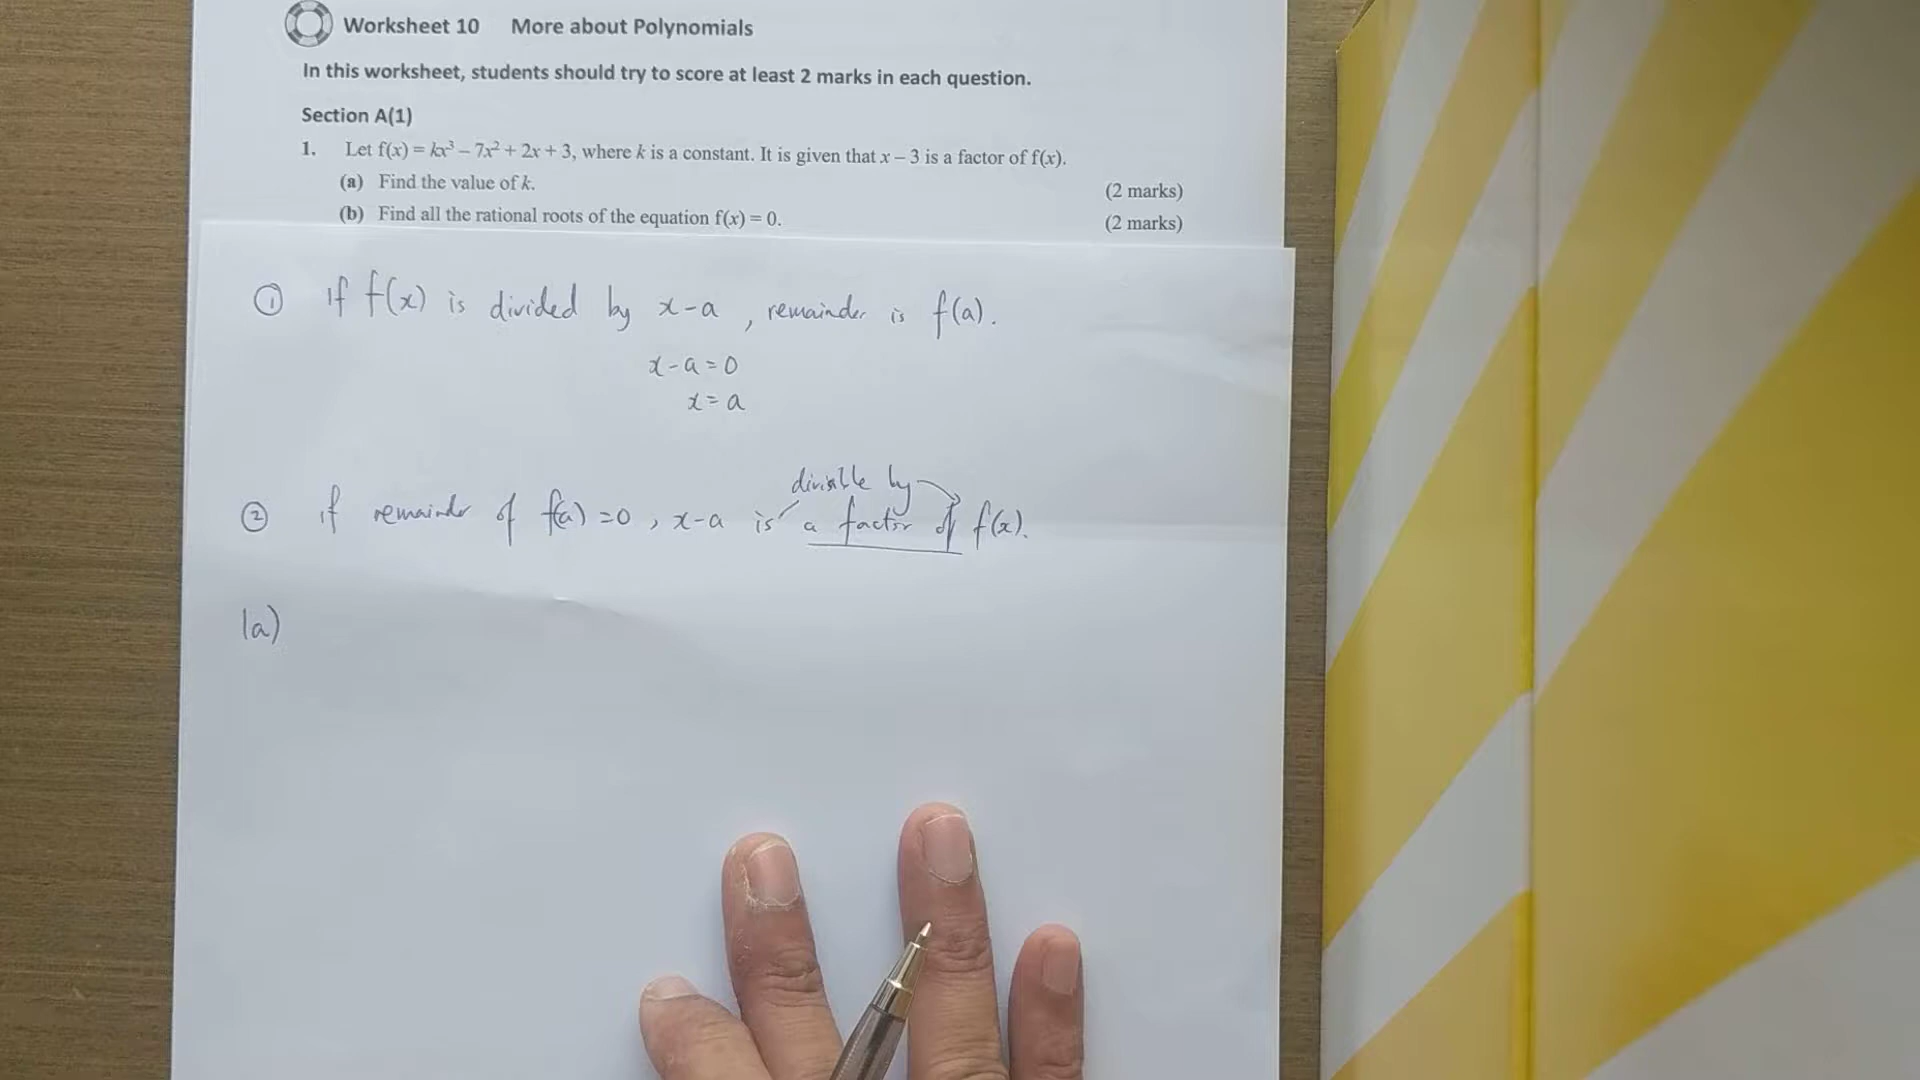 Worksheet 10 More about Polynomials
In this worksheet, students should try to score at least 2 marks in each question.
Section A(1)
1. Let f(x) = kx³ – 7x² + 2x + 3, where k is a constant. It is given that x – 3 is a factor of f(x).
(a) Find the value of k. (2 marks)
(b) Find all the rational roots of the equation f(x) = 0. (2 marks)
① If f(x) is divided by x-a, remainder is f(a).
x-a=0
x=a
divisible by
② if remainder of f(a)=0, x-a is a factor of f(x).
1a)